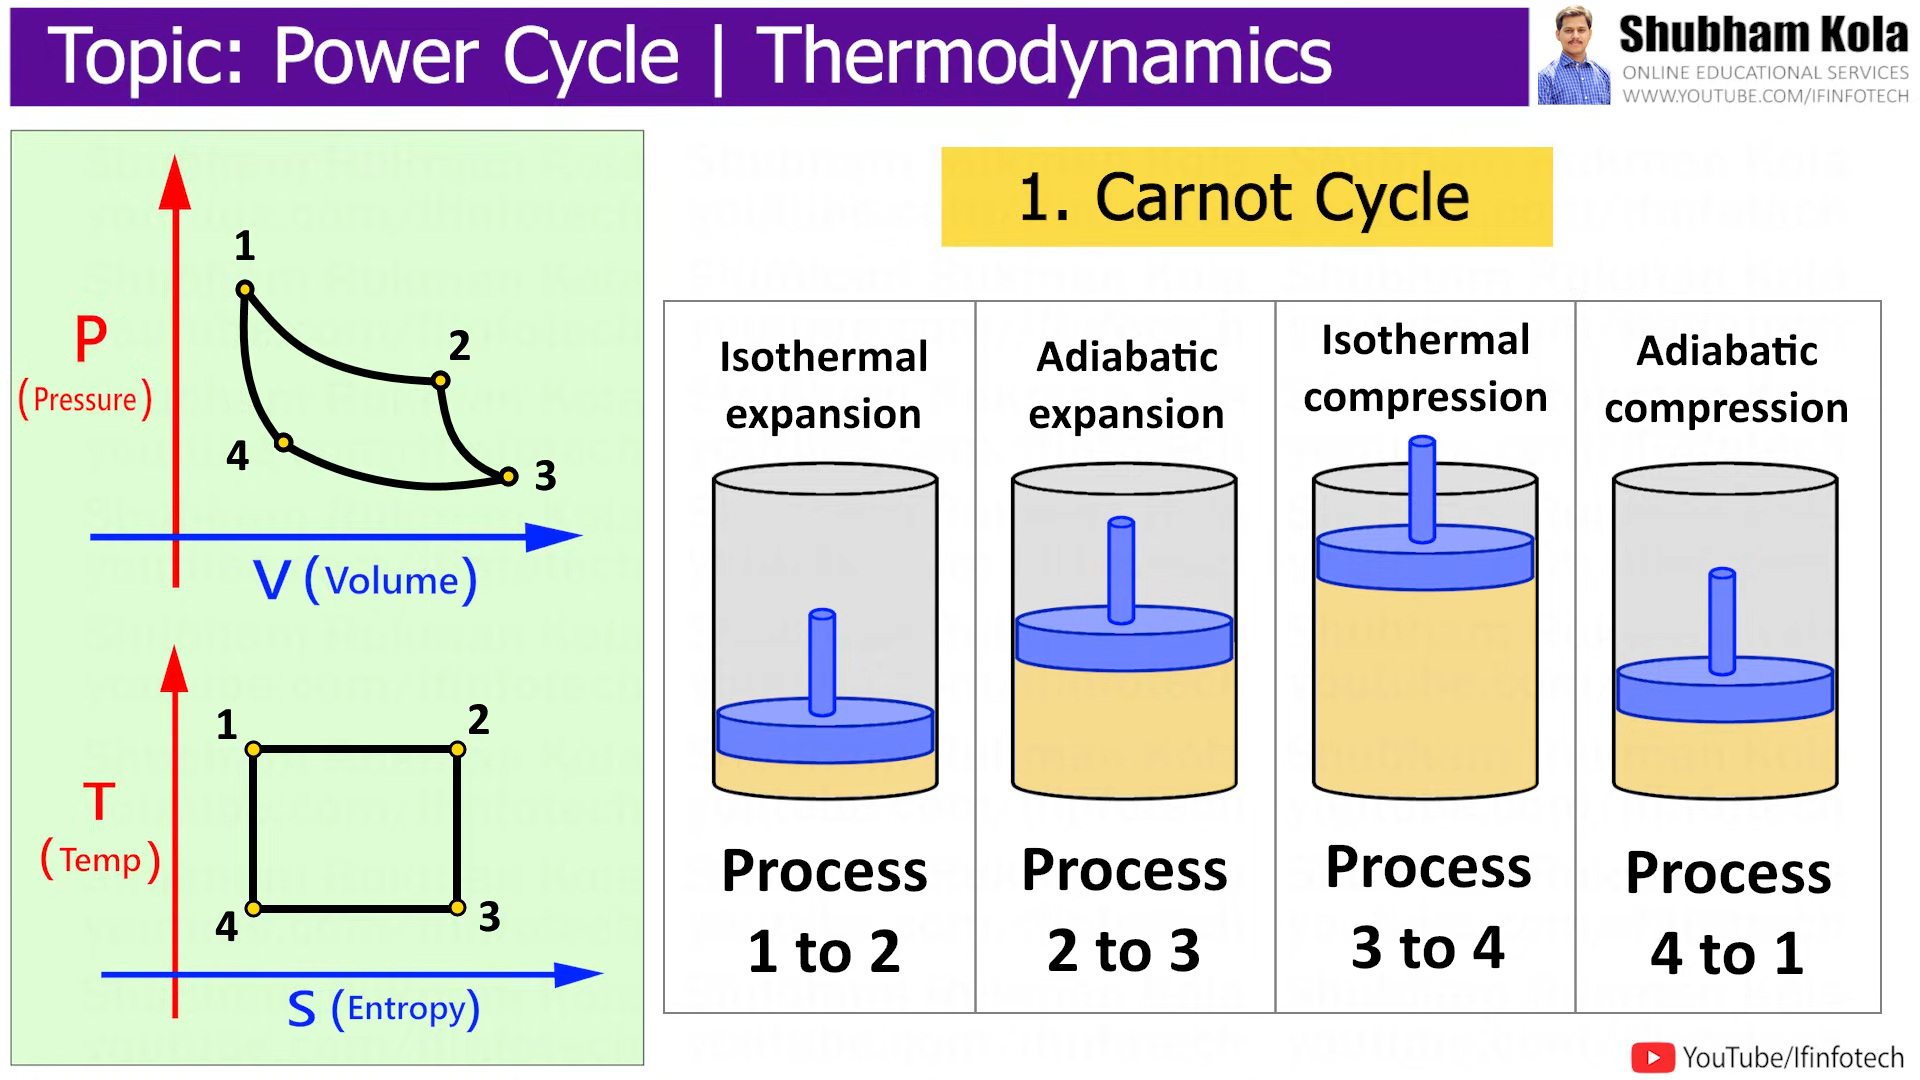 Topic: Power Cycle | Thermodynamics
Shubham Kola
ONLINE EDUCATIONAL SERVICES
WWW.YOUTUBE.COM/IFINFOTECH
P
(Pressure)
1
2
4
3
V (Volume)
T
(Temp)
1
2
4
3
S (Entropy)
1. Carnot Cycle
Isothermal
expansion
Process
1 to 2
Adiabatic
expansion
Process
2 to 3
Isothermal
compression
Process
3 to 4
Adiabatic
compression
Process
4 to 1
YouTube/Ifinfotech